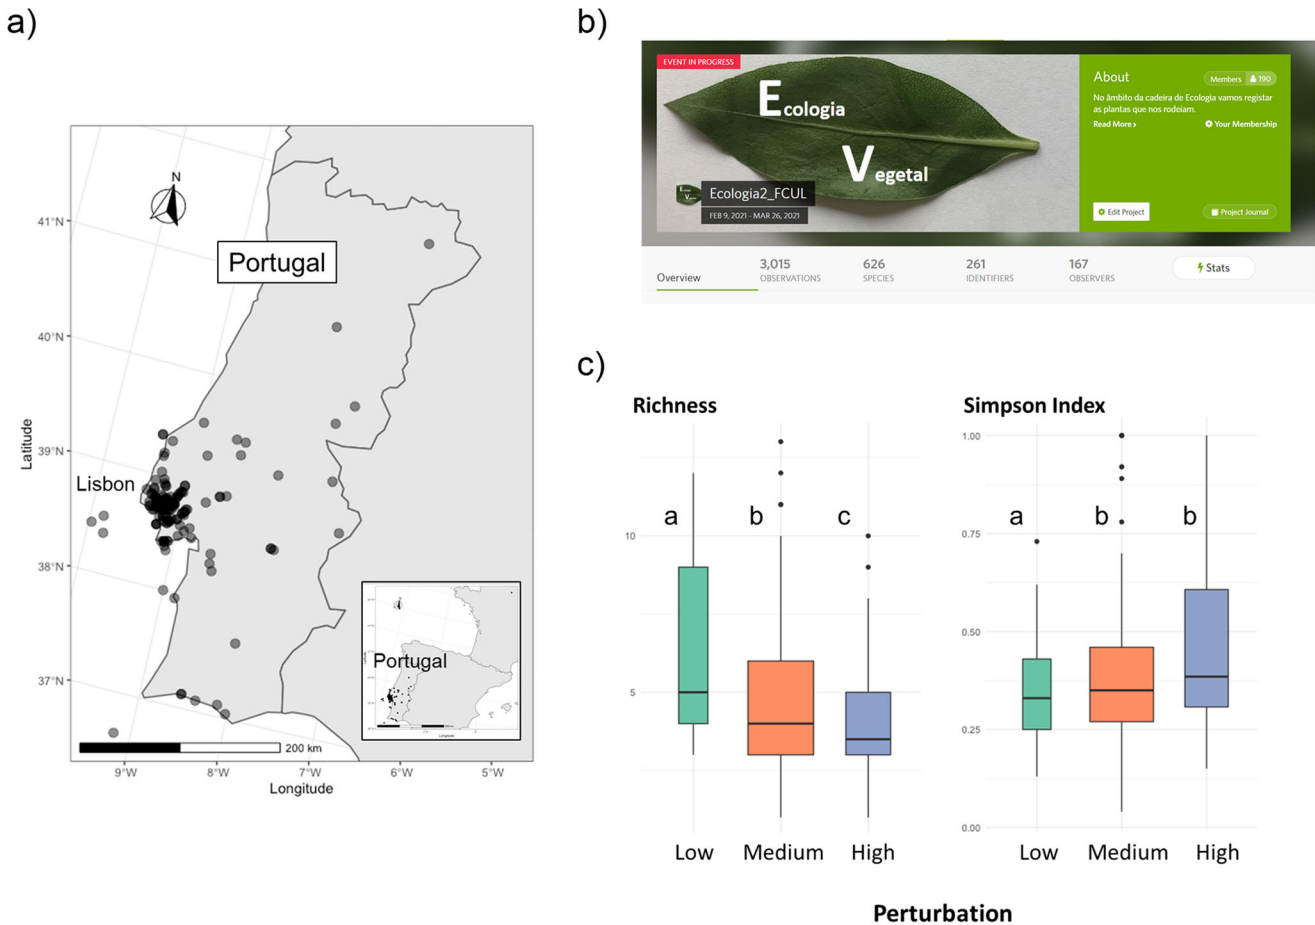 a)
N
Portugal
41°N
40°N
39°N
38°N
37°N
Latitude
Lisbon
Portugal
200 km
9°W
8°W
7°W
6°W
5°W
Longitude
b)
EVENT IN PROGRESS
Ecologia
Vegetal
Ecologia2_FCUL
FEB 9, 2021 - MAR 26, 2021
About
Members 190
No âmbito da cadeira de Ecologia vamos registar
as plantas que nos rodeiam.
Read More ›
Your Membership
Edit Project
Project Journal
Overview
3,015
OBSERVATIONS
626
SPECIES
261
IDENTIFIERS
167
OBSERVERS
Stats
c)
Richness
10
5
a
b
c
Low
Medium
High
Simpson Index
1.00
0.75
0.50
0.25
0.00
a
b
b
Low
Medium
High
Perturbation